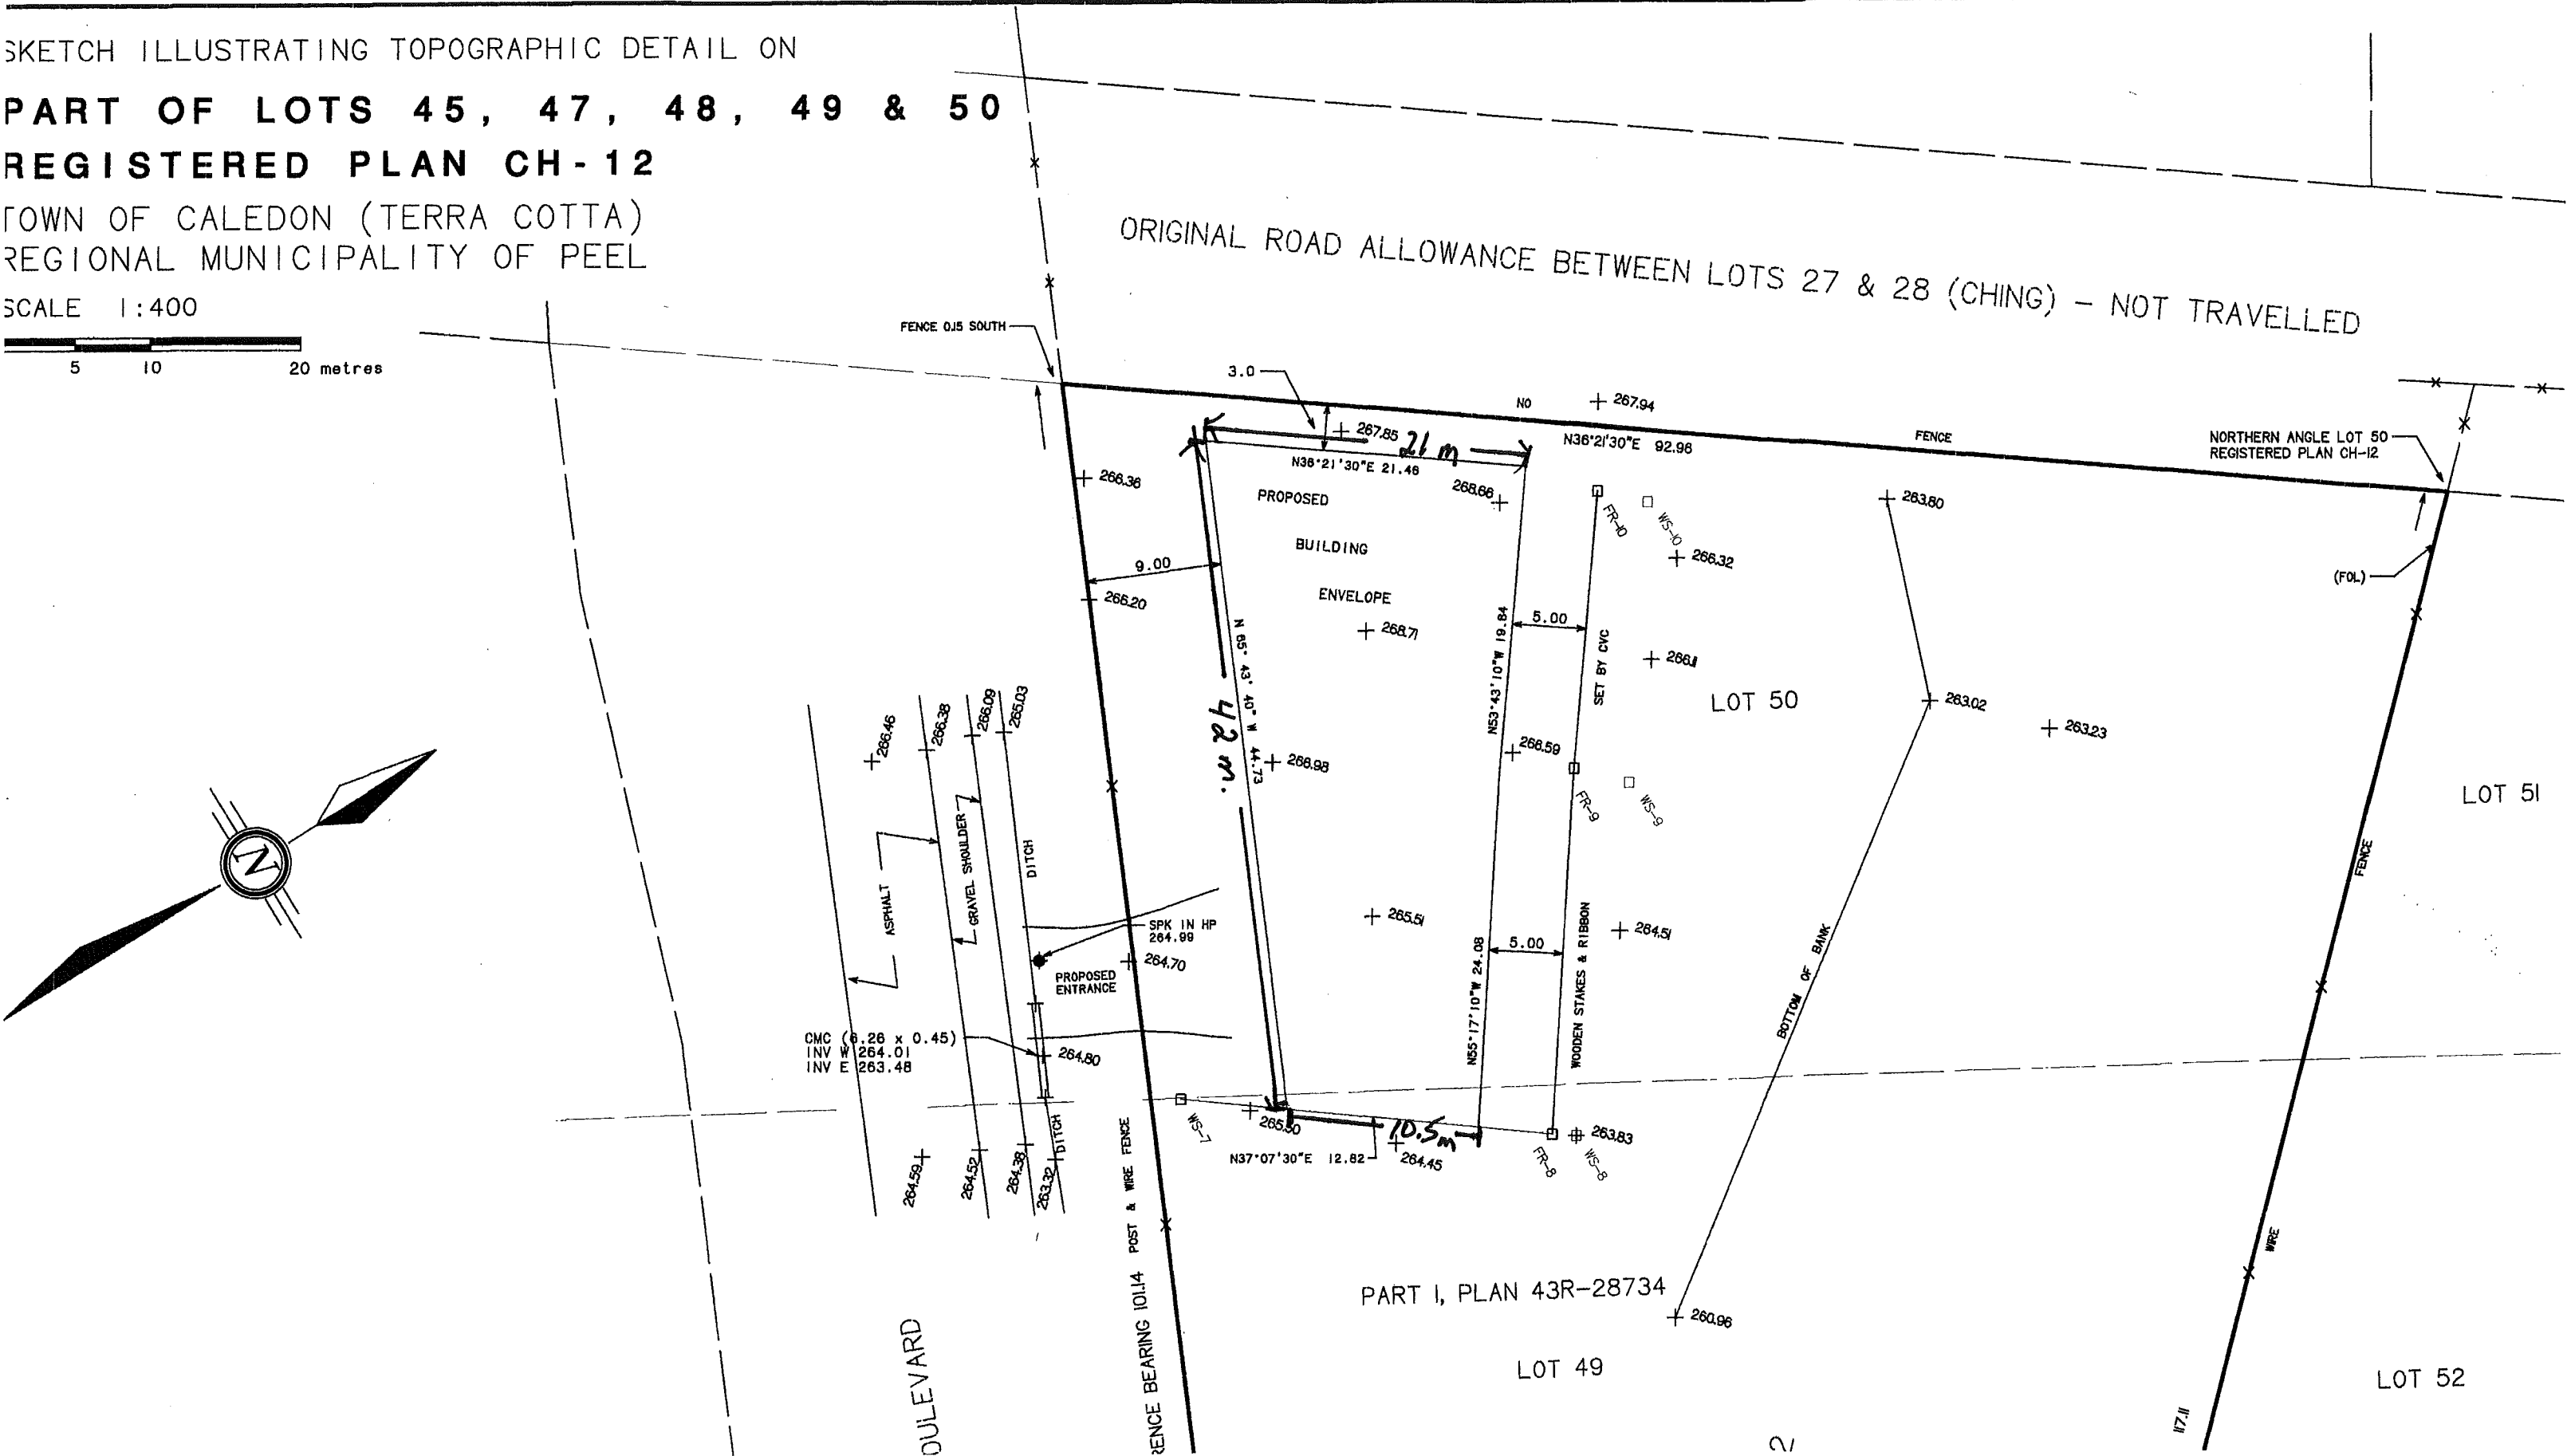 SKETCH ILLUSTRATING TOPOGRAPHIC DETAIL ON
PART OF LOTS 45, 47, 48, 49 & 50
REGISTERED PLAN CH-12
TOWN OF CALEDON (TERRA COTTA)
REGIONAL MUNICIPALITY OF PEEL
SCALE 1:400
5 10 20 metres
ORIGINAL ROAD ALLOWANCE BETWEEN LOTS 27 & 28 (CHING) - NOT TRAVELLED
FENCE 0.15 SOUTH
3.0
NO
267.94
267.85
21 m
N36°21'30"E 92.96
FENCE
NORTHERN ANGLE LOT 50
REGISTERED PLAN CH-12
N36°21'30"E 21.46
266.36
PROPOSED
BUILDING
ENVELOPE
268.66
FR-10
WS-10
263.80
266.32
(FOL)
9.00
266.20
268.71
5.00
N53°43'10"W 19.84
SET BY CVC
266.11
LOT 50
263.02
263.23
N 65° 43' 40" W 44.73
42 m.
266.46
266.38
266.09
265.03
266.98
FR-9
WS-9
LOT 51
N
ASPHALT
GRAVEL SHOULDER
DITCH
FENCE
265.51
264.51
SPK IN HP
264.99
264.70
PROPOSED
ENTRANCE
5.00
N55°17'10"W 24.08
WOODEN STAKES & RIBBON
BOTTOM OF BANK
CMC (6.26 x 0.45)
INV W 264.01
INV E 263.48
264.80
DITCH
WS-7
265.50
10.5m
N37°07'30"E 12.82
264.45
263.83
FR-8
WS-8
264.59
264.52
264.38
263.32
POST & WIRE FENCE
RENCE BEARING 101.14
OULEVARD
PART 1, PLAN 43R-28734
260.96
WIRE
LOT 49
LOT 52
117.11
2